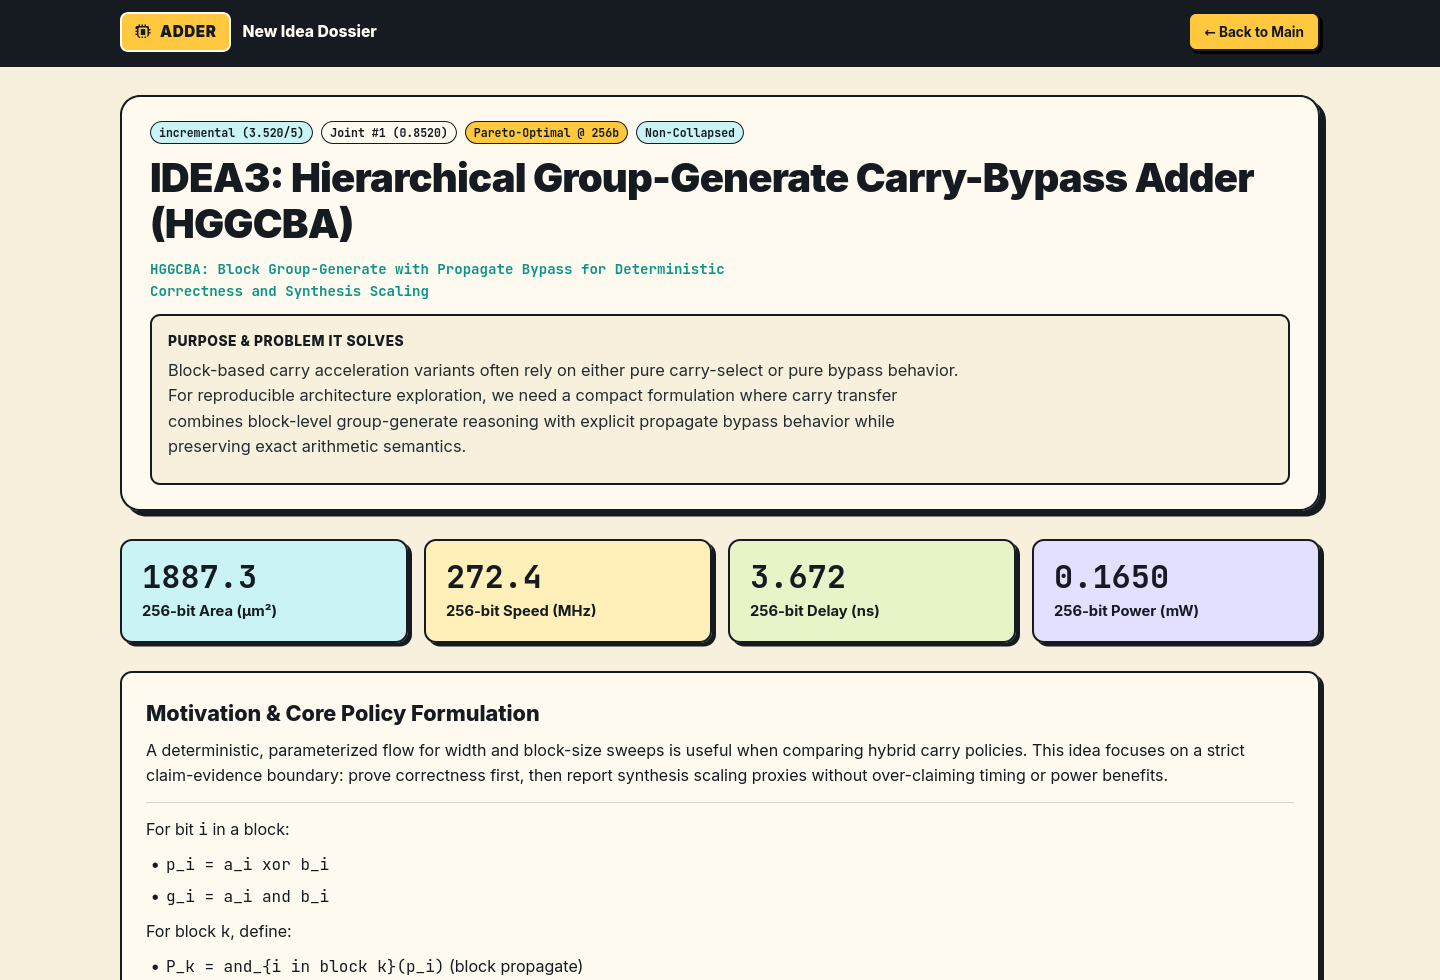 ADDER New Idea Dossier ← Back to Main
incremental (3.520/5) Joint #1 (0.8520) Pareto-Optimal @ 256b Non-Collapsed
IDEA3: Hierarchical Group-Generate Carry-Bypass Adder
(HGGCBA)
HGGCBA: Block Group-Generate with Propagate Bypass for Deterministic
Correctness and Synthesis Scaling
PURPOSE & PROBLEM IT SOLVES
Block-based carry acceleration variants often rely on either pure carry-select or pure bypass behavior.
For reproducible architecture exploration, we need a compact formulation where carry transfer
combines block-level group-generate reasoning with explicit propagate bypass behavior while
preserving exact arithmetic semantics.
1887.3
256-bit Area (µm²)
272.4
256-bit Speed (MHz)
3.672
256-bit Delay (ns)
0.1650
256-bit Power (mW)
Motivation & Core Policy Formulation
A deterministic, parameterized flow for width and block-size sweeps is useful when comparing hybrid carry policies. This idea focuses on a strict
claim-evidence boundary: prove correctness first, then report synthesis scaling proxies without over-claiming timing or power benefits.
For bit i in a block:
• p_i = a_i xor b_i
• g_i = a_i and b_i
For block k, define:
• P_k = and_{i in block k}(p_i) (block propagate)